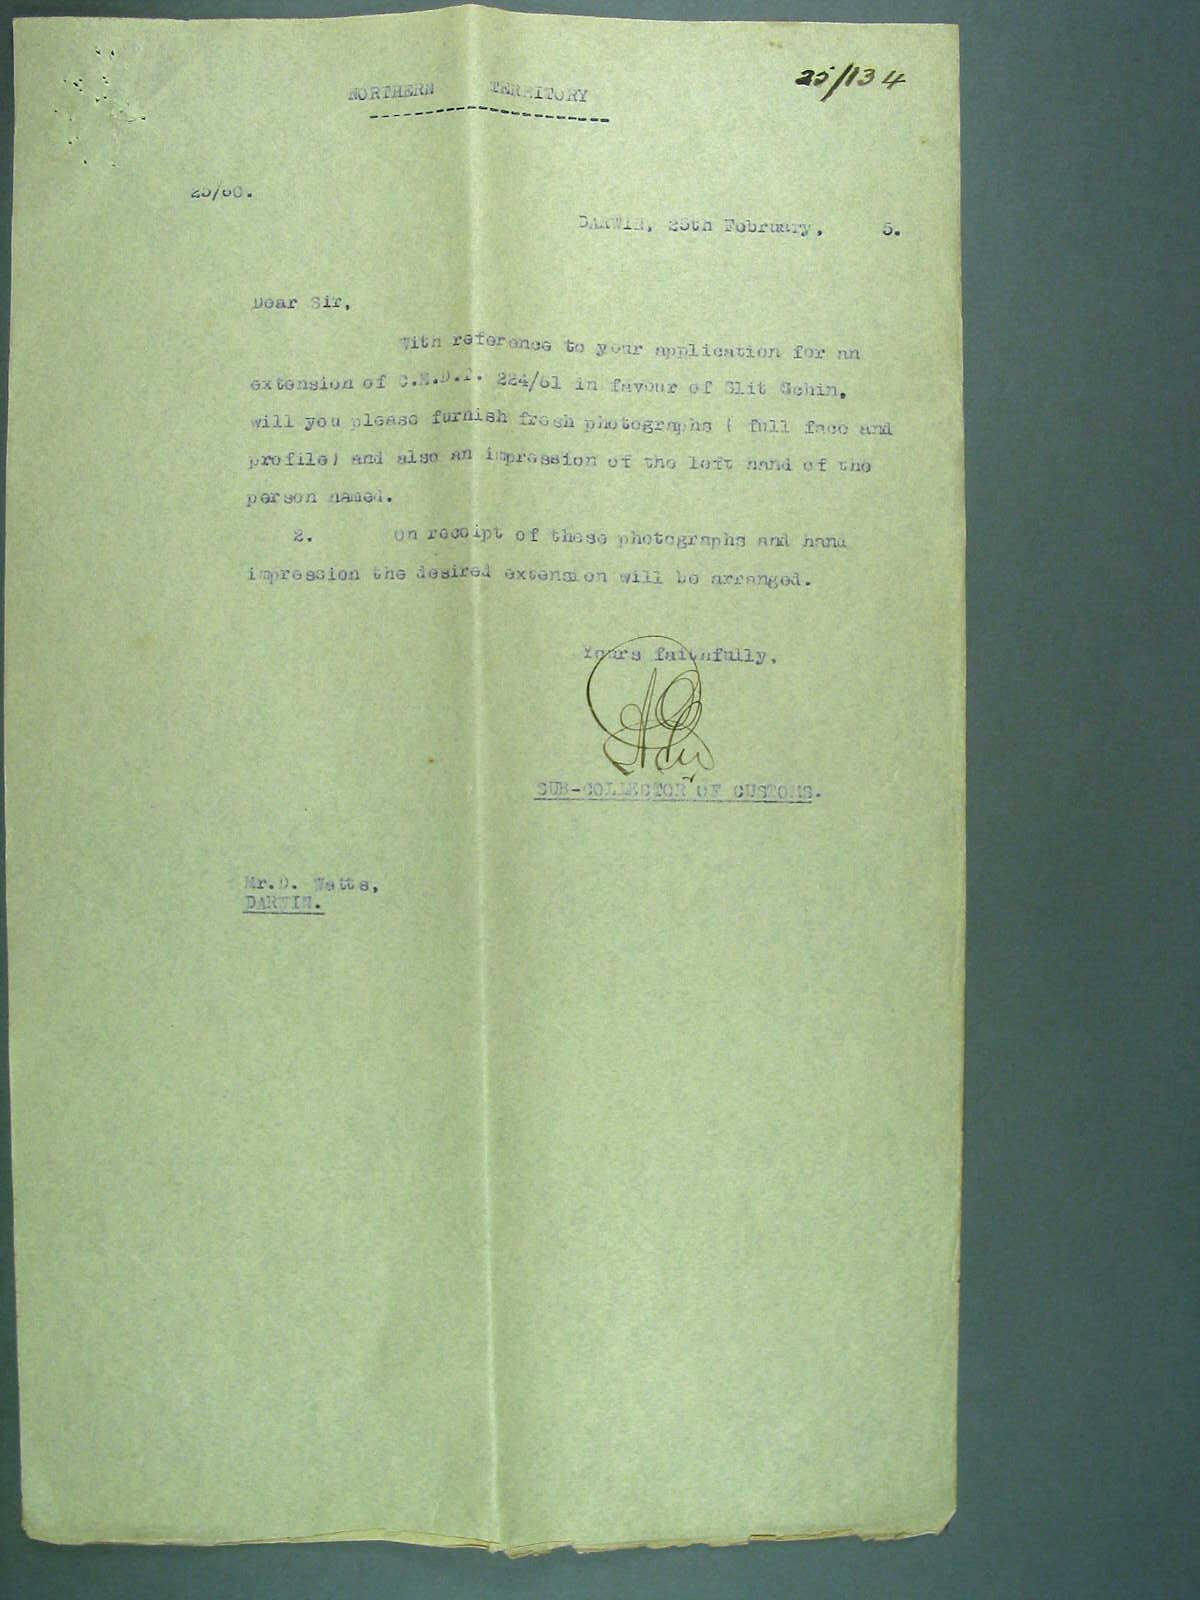 25/134
NORTHERN TERRITORY
DARWIN, 25th February, 5.
Dear Sir,
With reference to your application for an
extension of C.E.D.T. 224/61 in favour of Slit Schin,
will you please furnish fresh photographs ( full face and
profile) and also an impression of the left hand of the
person named.
2. On receipt of these photographs and hand
impression the desired extension will be arranged.
Yours faithfully,
SUB-COLLECTOR OF CUSTOMS.
Mr.D. Watts,
DARWIN.